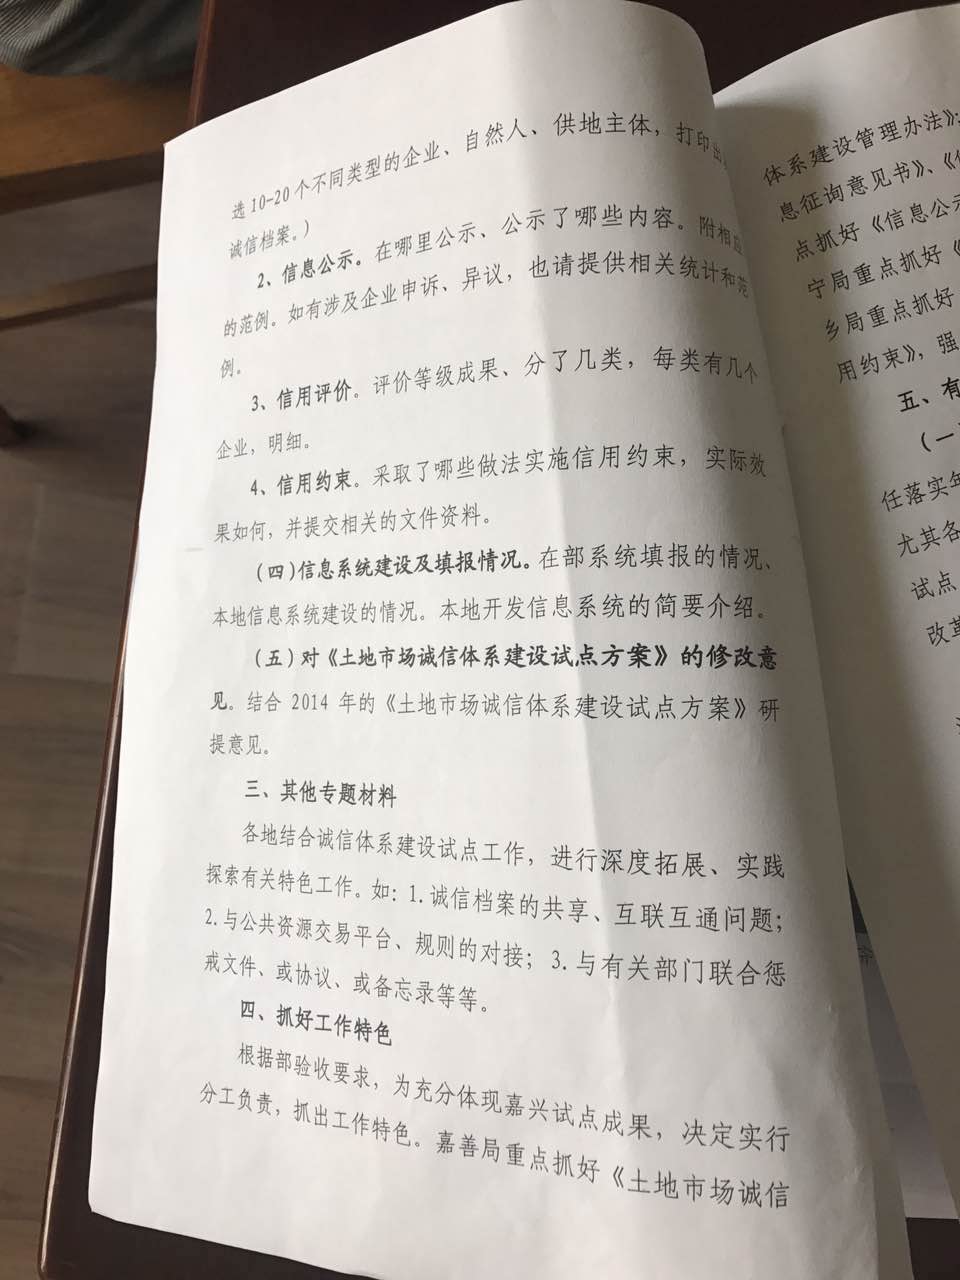 选10-20个不同类型的企业、自然人、供地主体，打印出
诚信档案。）
2、信息公示。在哪里公示、公示了哪些内容。附相应
的范例。如有涉及企业申诉、异议，也请提供相关统计和范
例。
3、信用评价。评价等级成果、分了几类，每类有几个
企业，明细。
4、信用约束。采取了哪些做法实施信用约束，实际效
果如何，并提交相关的文件资料。
（四）信息系统建设及填报情况。在部系统填报的情况、
本地信息系统建设的情况。本地开发信息系统的简要介绍。
（五）对《土地市场诚信体系建设试点方案》的修改意
见。结合 2014 年的《土地市场诚信体系建设试点方案》研
提意见。
三、其他专题材料
各地结合诚信体系建设试点工作，进行深度拓展、实践
探索有关特色工作。如：1.诚信档案的共享、互联互通问题；
2.与公共资源交易平台、规则的对接；3.与有关部门联合惩
戒文件、或协议、或备忘录等等。
四、抓好工作特色
根据部验收要求，为充分体现嘉兴试点成果，决定实行
分工负责，抓出工作特色。嘉善局重点抓好《土地市场诚信
体系建设管理办法》
息征询意见书》、《
点抓好《信息公示
宁局重点抓好《
乡局重点抓好
用约束》，强
五、有
（一
任落实
尤其各
试点
改革